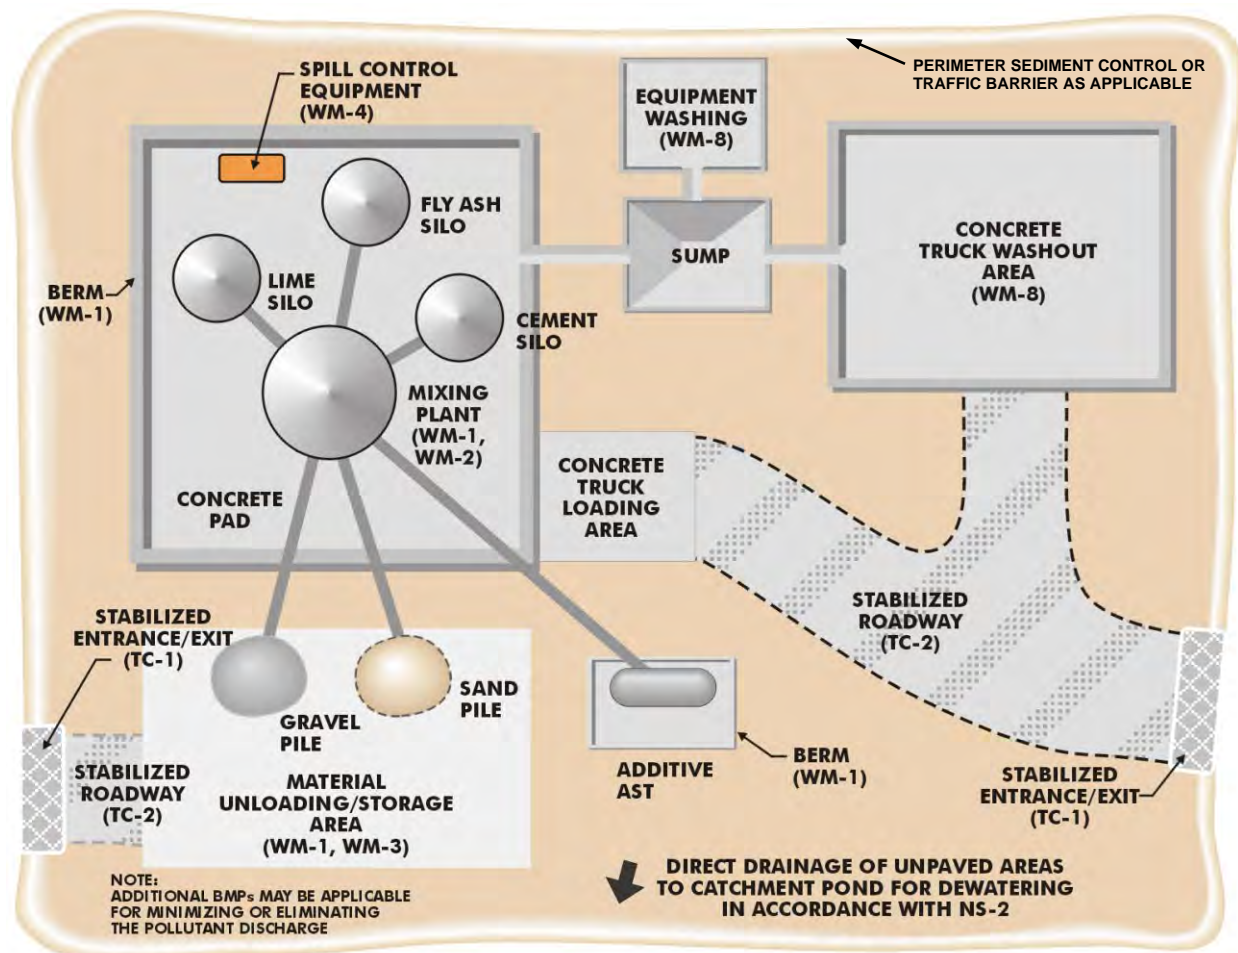 PERIMETER SEDIMENT CONTROL OR
TRAFFIC BARRIER AS APPLICABLE
SPILL CONTROL
EQUIPMENT
(WM-4)
EQUIPMENT
WASHING
(WM-8)
FLY ASH
SILO
SUMP
CONCRETE
TRUCK WASHOUT
AREA
(WM-8)
BERM
(WM-1)
LIME
SILO
CEMENT
SILO
MIXING
PLANT
(WM-1,
WM-2)
CONCRETE
PAD
CONCRETE
TRUCK
LOADING
AREA
STABILIZED
ROADWAY
(TC-2)
STABILIZED
ENTRANCE/EXIT
(TC-1)
GRAVEL
PILE
SAND
PILE
STABILIZED
ROADWAY
(TC-2)
MATERIAL
UNLOADING/STORAGE
AREA
(WM-1, WM-3)
ADDITIVE
AST
BERM
(WM-1)
STABILIZED
ENTRANCE/EXIT
(TC-1)
NOTE:
ADDITIONAL BMPs MAY BE APPLICABLE
FOR MINIMIZING OR ELIMINATING
THE POLLUTANT DISCHARGE
DIRECT DRAINAGE OF UNPAVED AREAS
TO CATCHMENT POND FOR DEWATERING
IN ACCORDANCE WITH NS-2